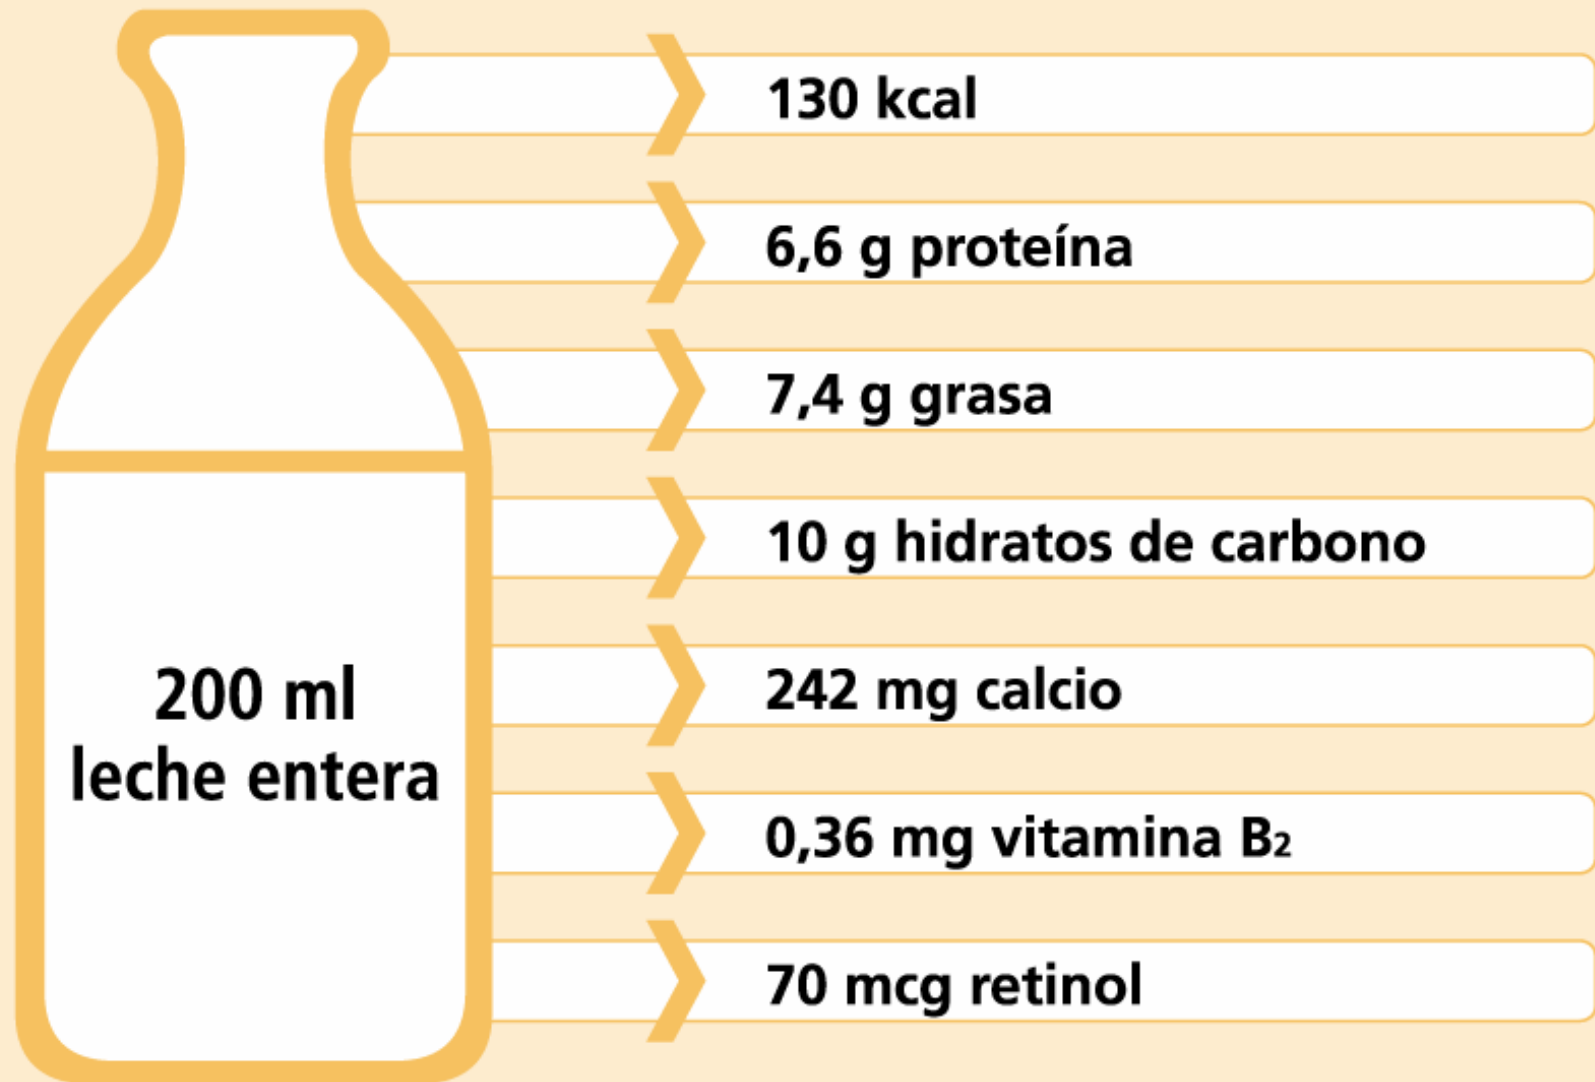 130 kcal
6,6 g proteína
7,4 g grasa
10 g hidratos de carbono
200 ml
leche entera
242 mg calcio
0,36 mg vitamina B₂
70 mcg retinol